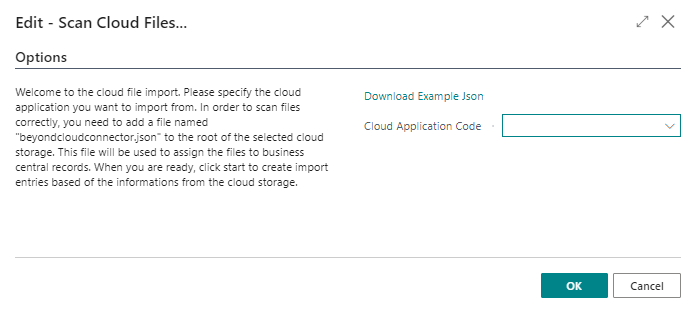 Edit - Scan Cloud Files...
Options
Welcome to the cloud file import. Please specify the cloud
application you want to import from. In order to scan files
correctly, you need to add a file named
"beyondcloudconnector.json" to the root of the selected cloud
storage. This file will be used to assign the files to business
central records. When you are ready, click start to create import
entries based of the informations from the cloud storage.
Download Example Json
Cloud Application Code
OK
Cancel